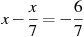 x − x/7 = − 6/7